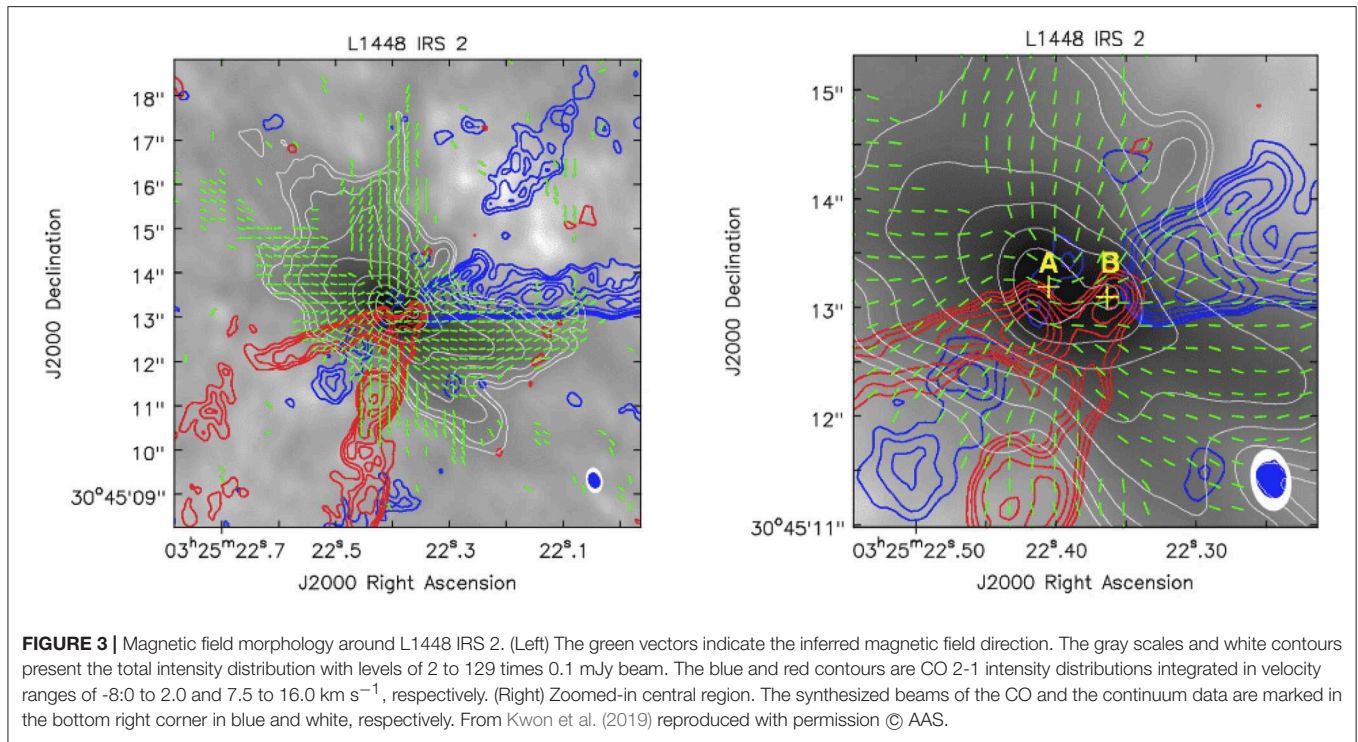 L1448 IRS 2
18"
17"
16"
15"
14"
13"
12"
11"
10"
30°45'09"
J2000 Declination
03ʰ25ᵐ22ˢ.7
22ˢ.5
22ˢ.3
22ˢ.1
J2000 Right Ascension
L1448 IRS 2
15"
14"
13"
12"
30°45'11"
J2000 Declination
A
B
03ʰ25ᵐ22ˢ.50
22ˢ.40
22ˢ.30
J2000 Right Ascension
FIGURE 3 | Magnetic field morphology around L1448 IRS 2. (Left) The green vectors indicate the inferred magnetic field direction. The gray scales and white contours
present the total intensity distribution with levels of 2 to 129 times 0.1 mJy beam. The blue and red contours are CO 2-1 intensity distributions integrated in velocity
ranges of -8:0 to 2.0 and 7.5 to 16.0 km s⁻¹, respectively. (Right) Zoomed-in central region. The synthesized beams of the CO and the continuum data are marked in
the bottom right corner in blue and white, respectively. From Kwon et al. (2019) reproduced with permission © AAS.